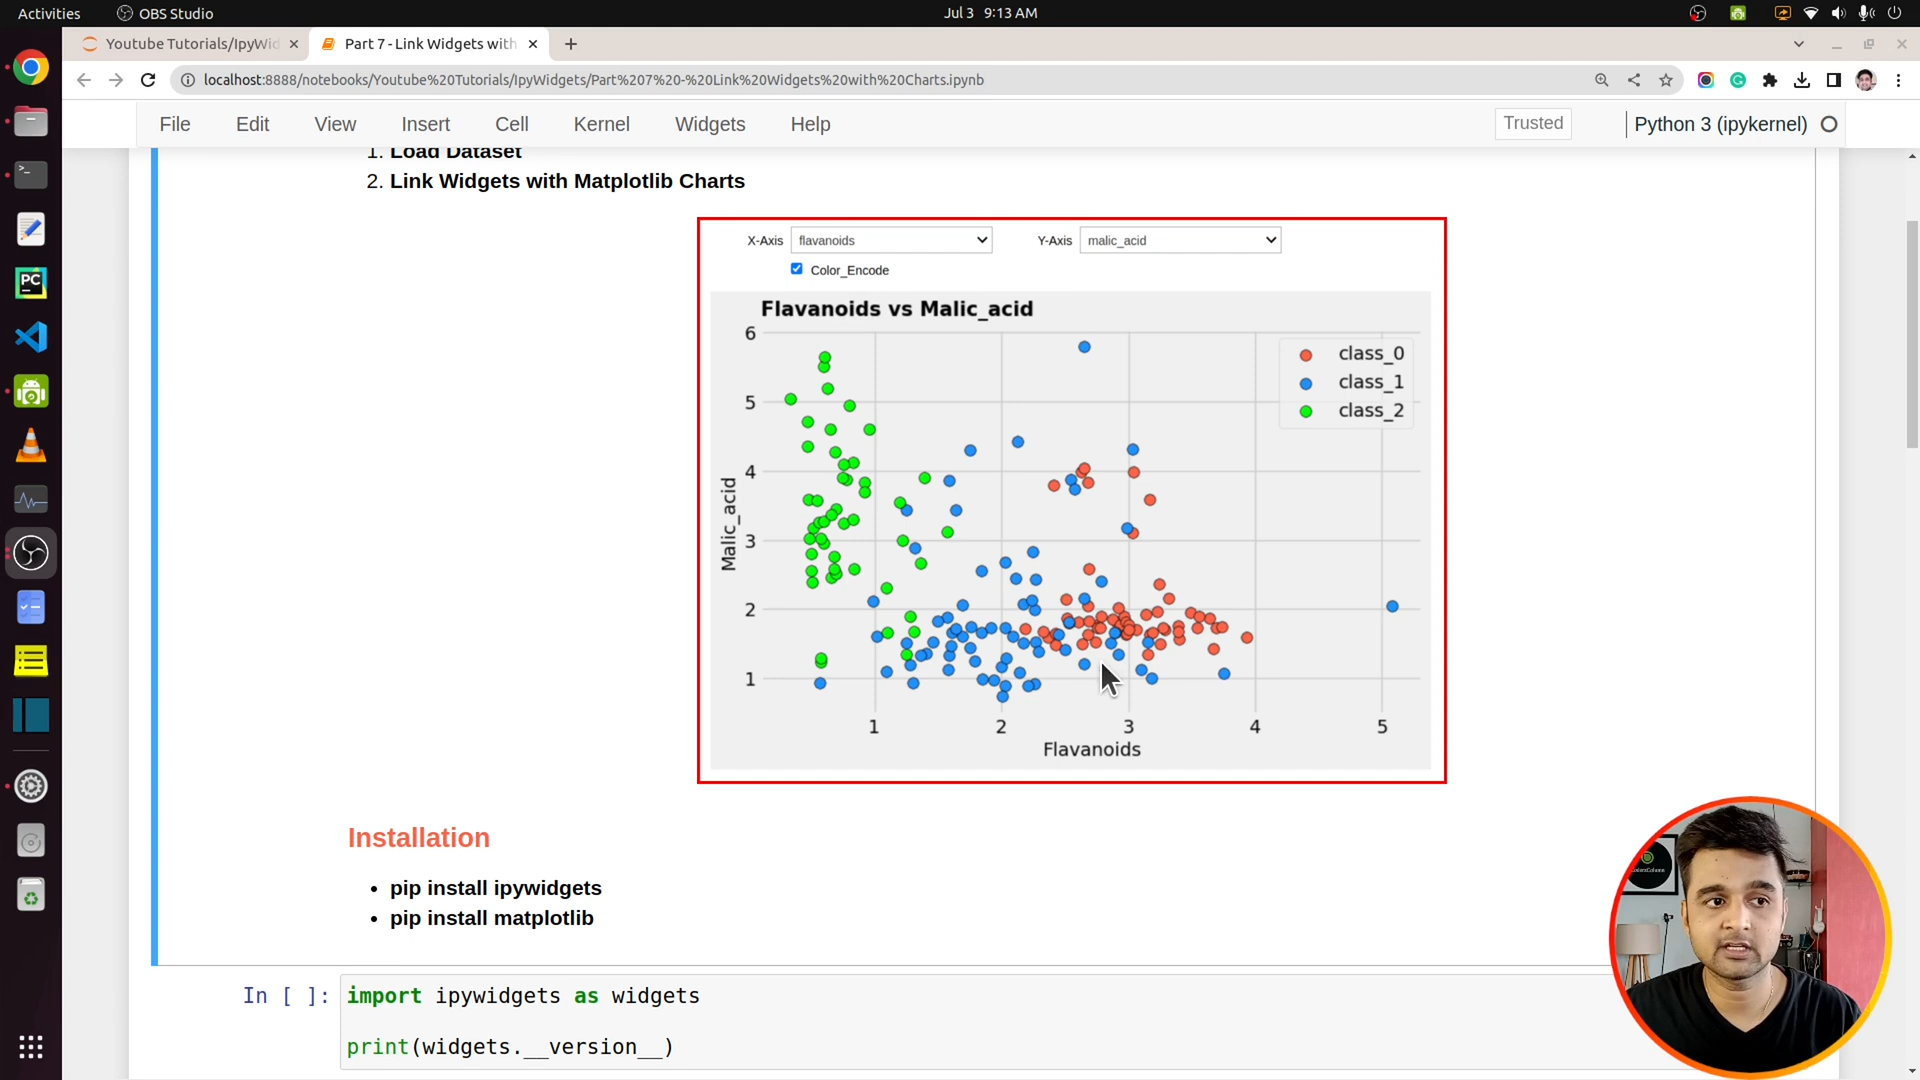 Activities
OBS Studio
Jul 3 9:13 AM
Youtube Tutorials/IpyWid
Part 7 - Link Widgets with
localhost:8888/notebooks/Youtube%20Tutorials/IpyWidgets/Part%207%20-%20Link%20Widgets%20with%20Charts.ipynb
File
Edit
View
Insert
Cell
Kernel
Widgets
Help
Trusted
Python 3 (ipykernel)
1. Load Dataset
2. Link Widgets with Matplotlib Charts
X-Axis
flavanoids
Y-Axis
malic_acid
Color_Encode
Flavanoids vs Malic_acid
6
5
4
3
2
1
Malic_acid
class_0
class_1
class_2
1
2
3
4
5
Flavanoids
Installation
• pip install ipywidgets
• pip install matplotlib
In [ ]:
import ipywidgets as widgets
print(widgets.__version__)
PC